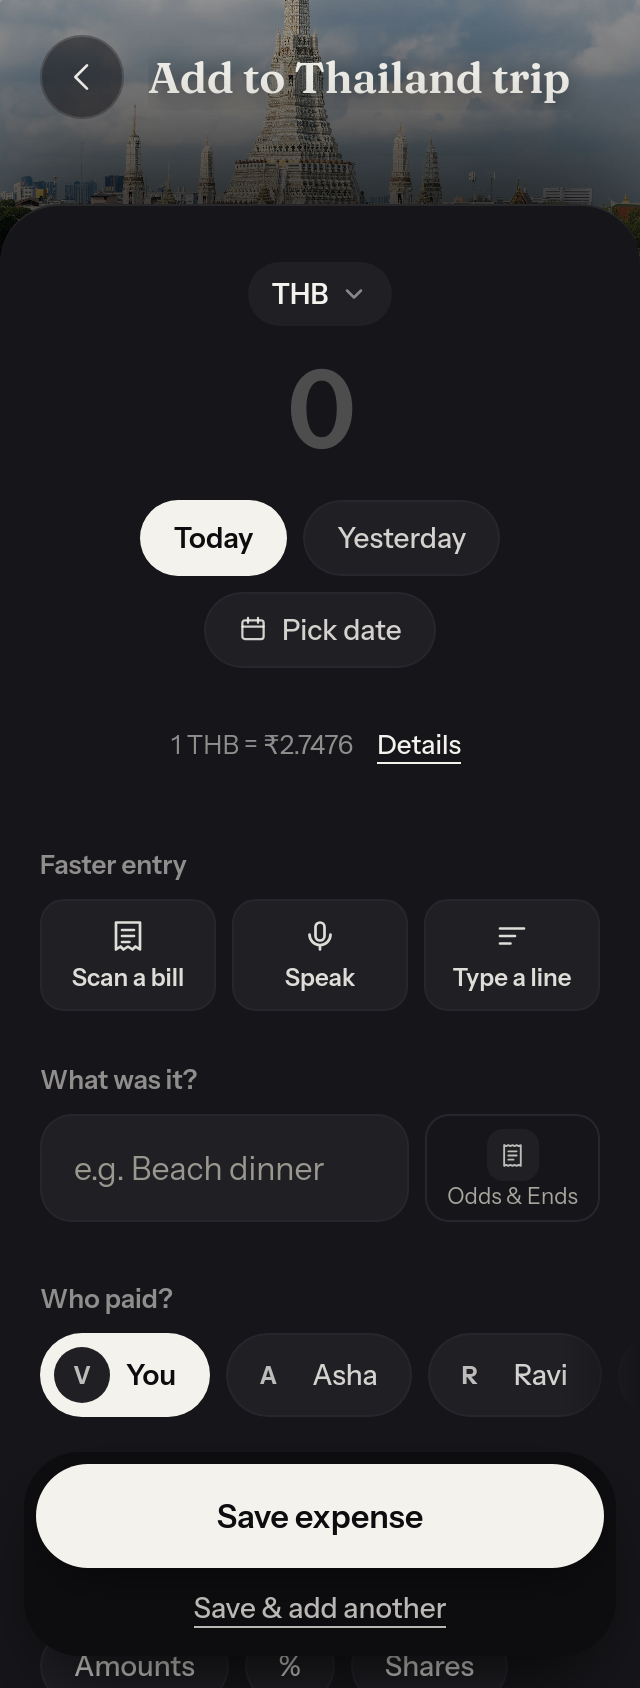 Add to Thailand trip
THB
0
Today
Yesterday
Pick date
1 THB = ₹2.7476 Details
Faster entry
Scan a bill
Speak
Type a line
What was it?
e.g. Beach dinner
Odds & Ends
Who paid?
V You
A Asha
R Ravi
Save expense
Save & add another
Amounts
%
Shares